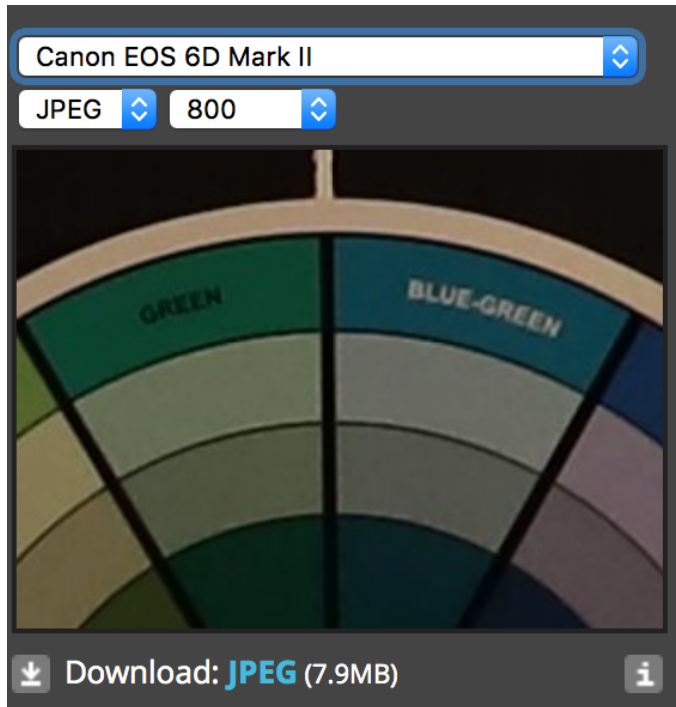 Canon EOS 6D Mark II
JPEG 800
GREEN BLUE-GREEN
Download: JPEG (7.9MB)
i